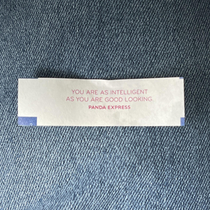 YOU ARE AS INTELLIGENT
AS YOU ARE GOOD LOOKING.
PANDA EXPRESS